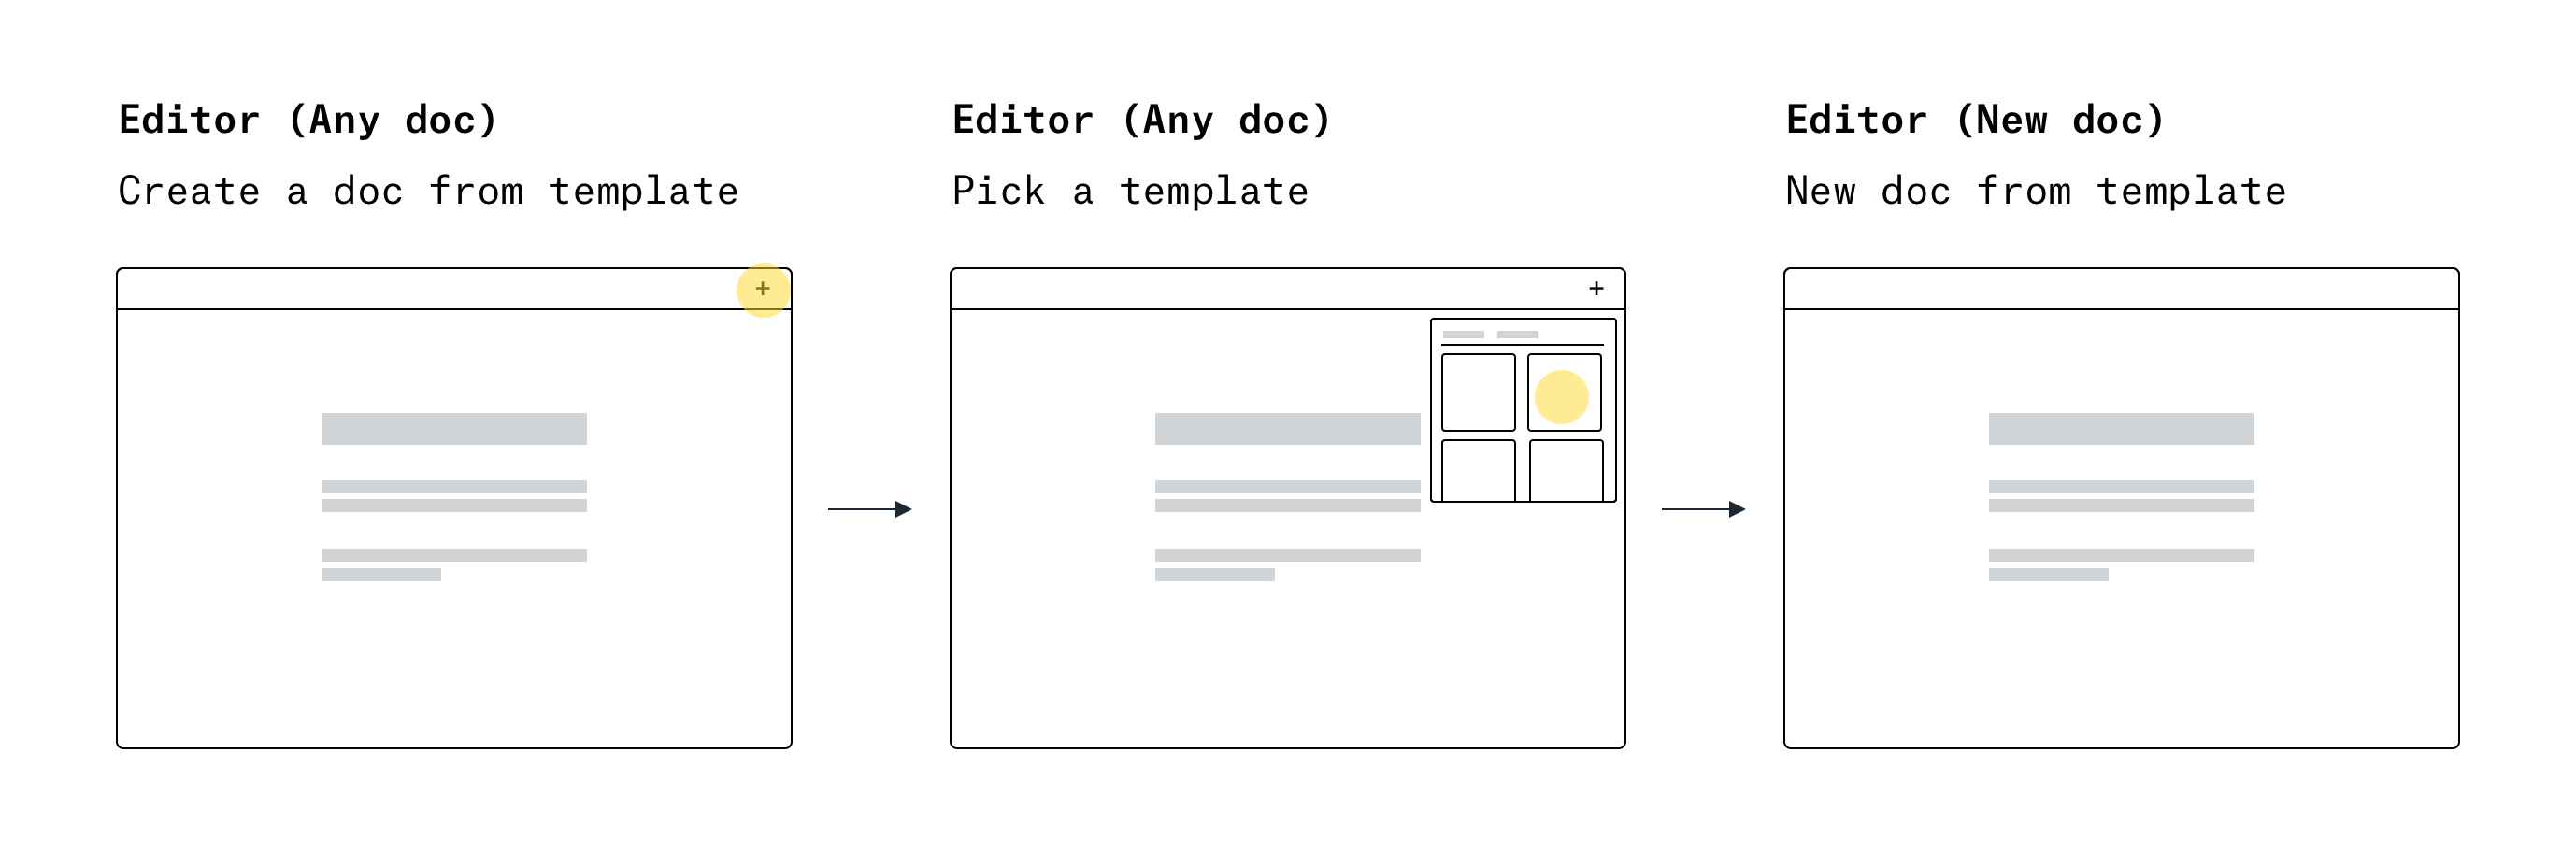 Editor (Any doc)
Create a doc from template
+
Editor (Any doc)
Pick a template
+
Editor (New doc)
New doc from template